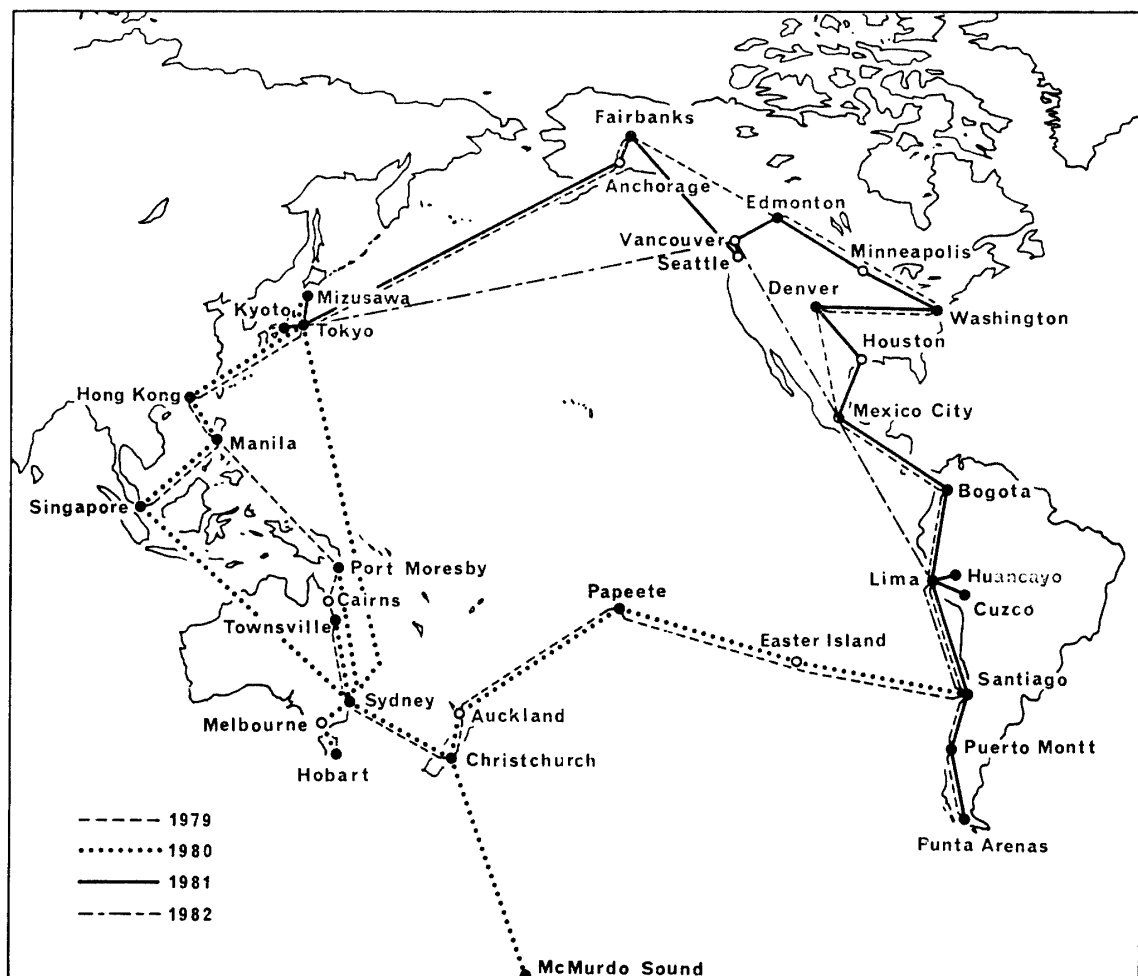 Fairbanks
Anchorage
Edmonton
Vancouver
Minneapolis
Seattle
Denver
Mizusawa
Kyoto
Washington
Tokyo
Houston
Hong Kong
Mexico City
Manila
Bogota
Singapore
Port Moresby
Lima
Huancayo
Cairns
Papeete
Cuzco
Townsville
Easter Island
Santiago
Sydney
Melbourne
Auckland
Puerto Montt
Christchurch
Hobart
1979
Punta Arenas
1980
1981
1982
McMurdo Sound